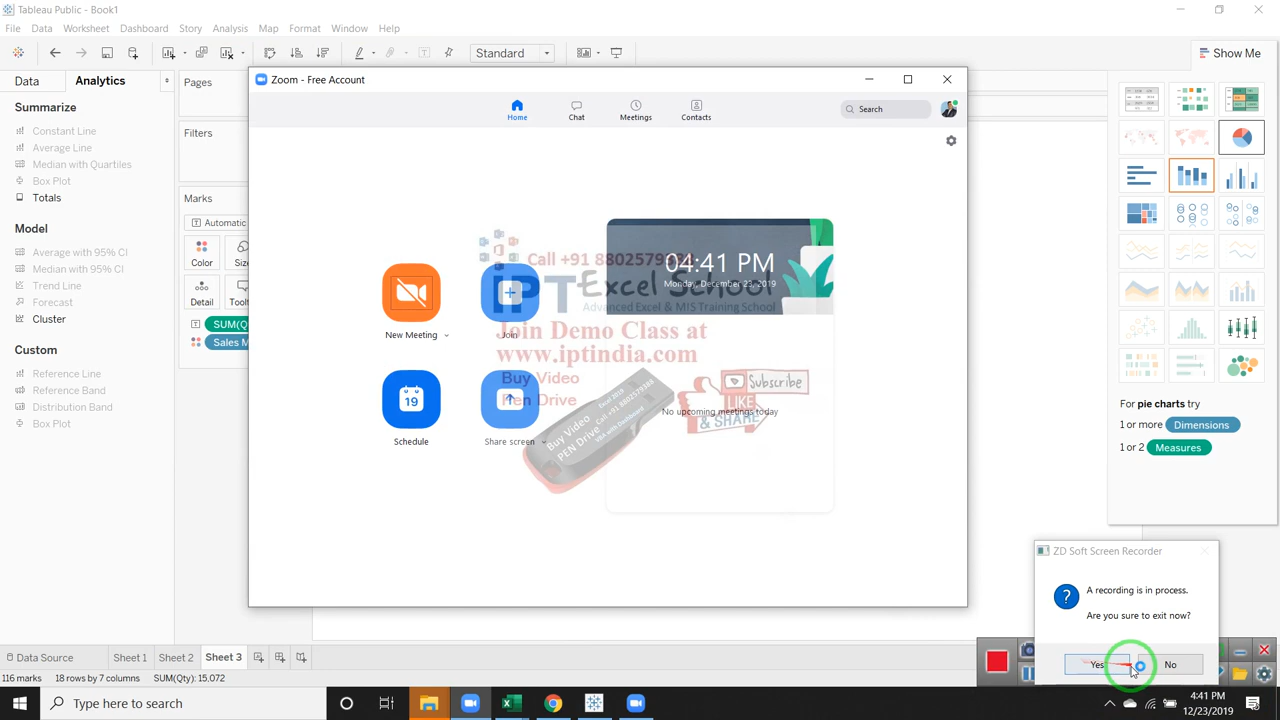 Tableau Public - Book1
File Data Worksheet Dashboard Story Analysis Map Format Window Help
Standard
Show Me
Data Analytics
Summarize
Constant Line
Average Line
Median with Quartiles
Box Plot
Totals
Model
Average with 95% CI
Median with 95% CI
Trend Line
Forecast
Cluster
Custom
Reference Line
Reference Band
Distribution Band
Box Plot
Pages
Filters
Marks
Automatic
Color
Detail
SUM(Q
Sales M
Zoom - Free Account
Home Chat Meetings Contacts
Search
04:41 PM
Monday, December 23, 2019
New Meeting
Join
19
Schedule
Share screen
No upcoming meetings today
IPT Excel School
Advanced Excel & MIS Training School
Join Demo Class at
www.iptindia.com
Buy Video
Pen Drive
Subscribe
LIKE
& SHARE
Buy Video
PEN Drive
For pie charts try
1 or more Dimensions
1 or 2 Measures
ZD Soft Screen Recorder
A recording is in process.
Are you sure to exit now?
Yes No
Data Source Sheet 1 Sheet 2 Sheet 3
116 marks 18 rows by 7 columns SUM(Qty): 15,072
Type here to search
4:41 PM
12/23/2019